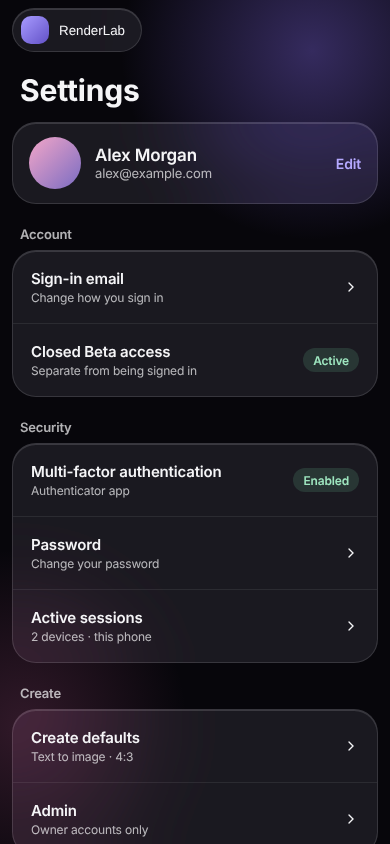 RenderLab
Settings
Alex Morgan
alex@example.com
Edit
Account
Sign-in email
Change how you sign in
Closed Beta access
Separate from being signed in
Active
Security
Multi-factor authentication
Authenticator app
Enabled
Password
Change your password
Active sessions
2 devices · this phone
Create
Create defaults
Text to image · 4:3
Admin
Owner accounts only